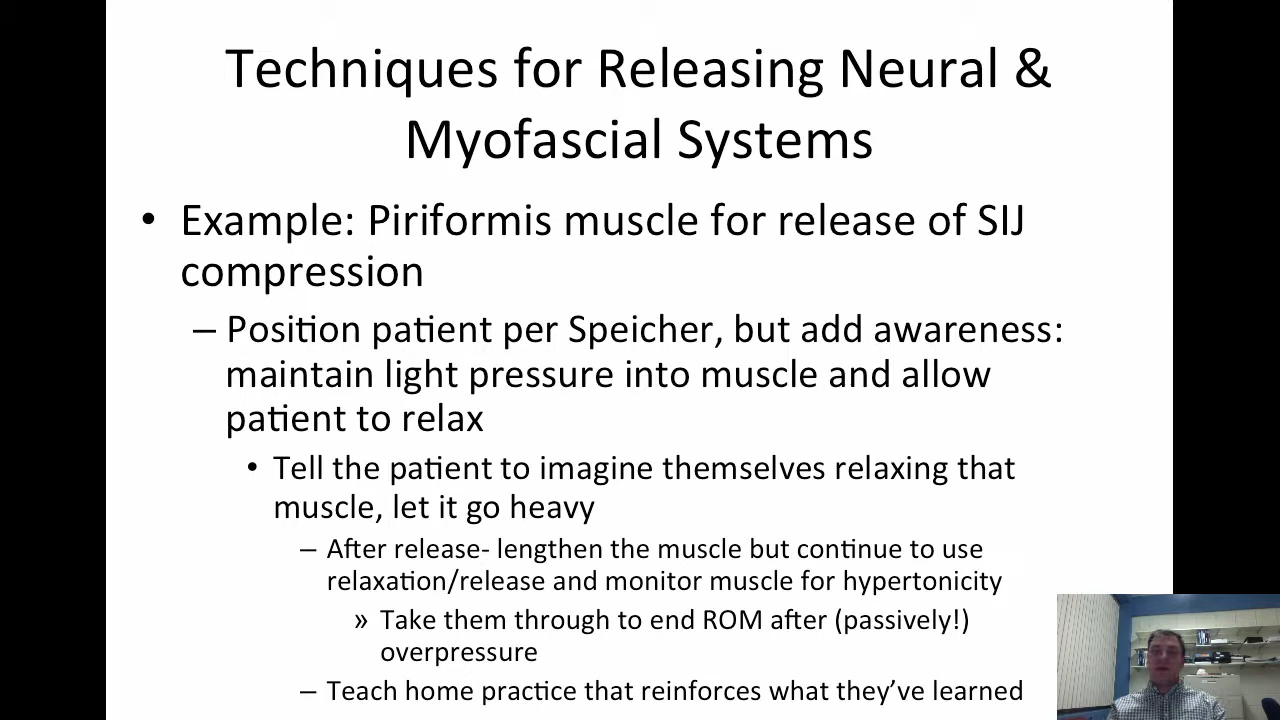 Techniques for Releasing Neural &
Myofascial Systems
• Example: Piriformis muscle for release of SIJ
compression
– Position patient per Speicher, but add awareness:
maintain light pressure into muscle and allow
patient to relax
• Tell the patient to imagine themselves relaxing that
muscle, let it go heavy
– After release- lengthen the muscle but continue to use
relaxation/release and monitor muscle for hypertonicity
» Take them through to end ROM after (passively!)
overpressure
– Teach home practice that reinforces what they’ve learned